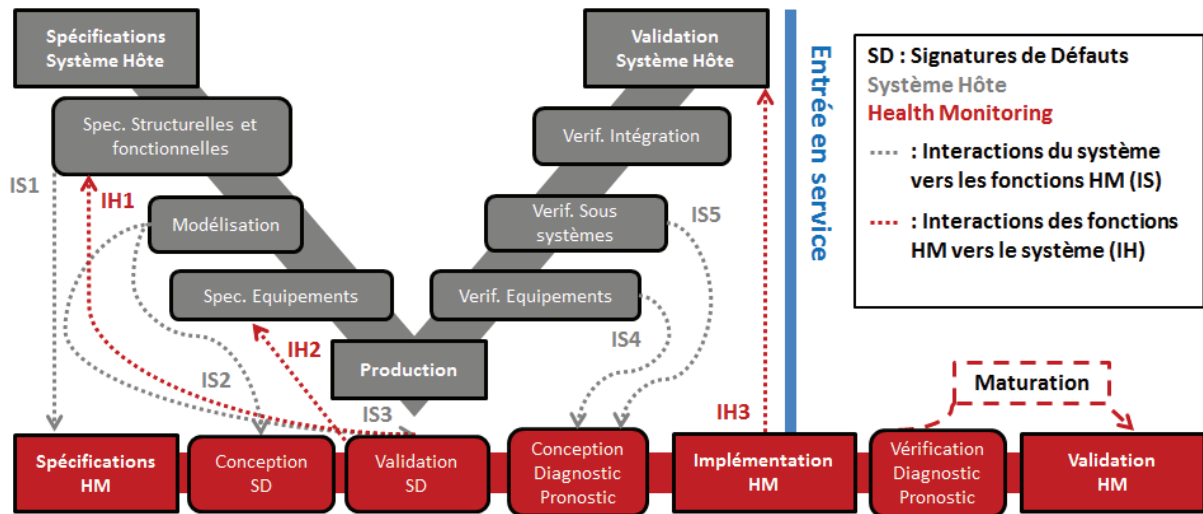 Spécifications
Système Hôte
Validation
Système Hôte
Entrée en service
SD : Signatures de Défauts
Système Hôte
Health Monitoring
: Interactions du système
vers les fonctions HM (IS)
: Interactions des fonctions
HM vers le système (IH)
Spec. Structurelles et
fonctionnelles
Verif. Intégration
IS1
IH1
Modélisation
Verif. Sous
systèmes
IS5
Spec. Equipements
Verif. Equipements
IS4
IH2
Production
IS2
IS3
IH3
Maturation
Spécifications
HM
Conception
SD
Validation
SD
Conception
Diagnostic
Pronostic
Implémentation
HM
Vérification
Diagnostic
Pronostic
Validation
HM